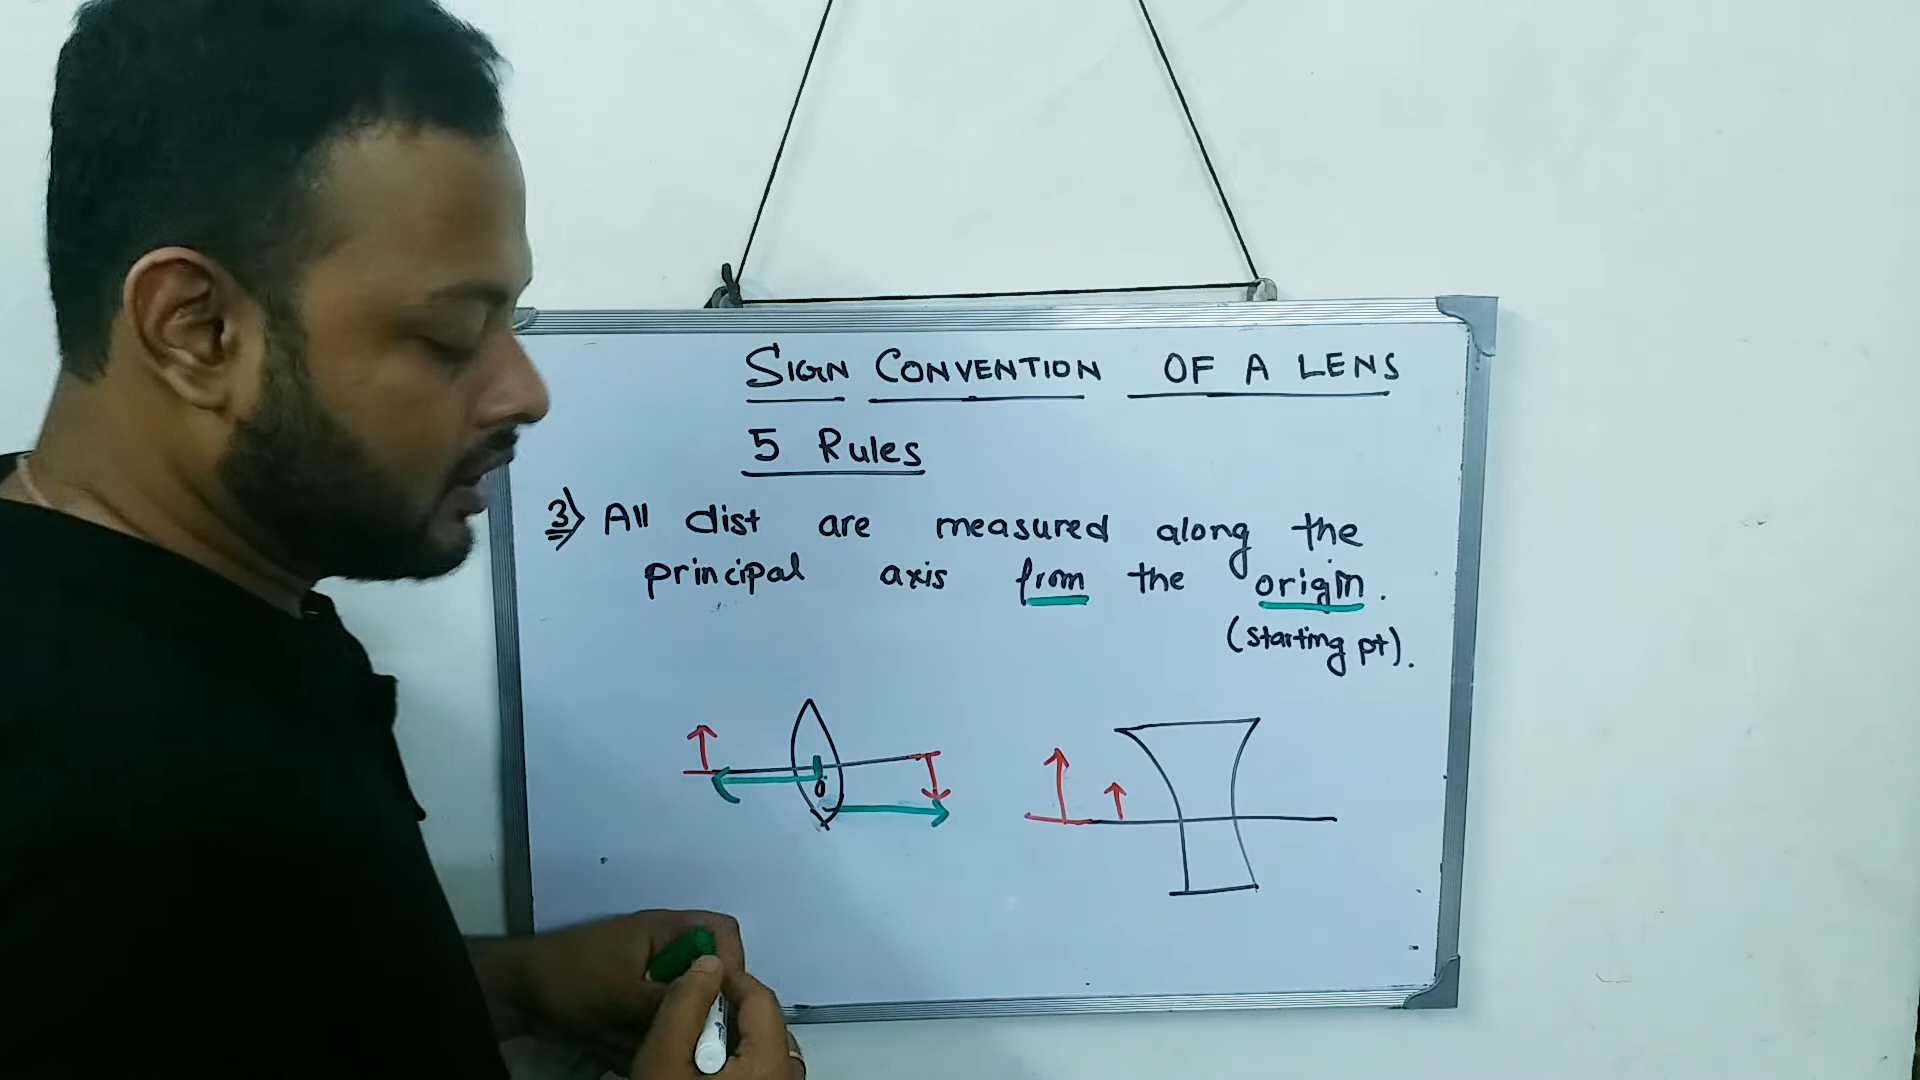 SIGN CONVENTION OF A LENS
5 Rules
3) All dist are measured along the
principal axis from the origin.
(starting pt).
O